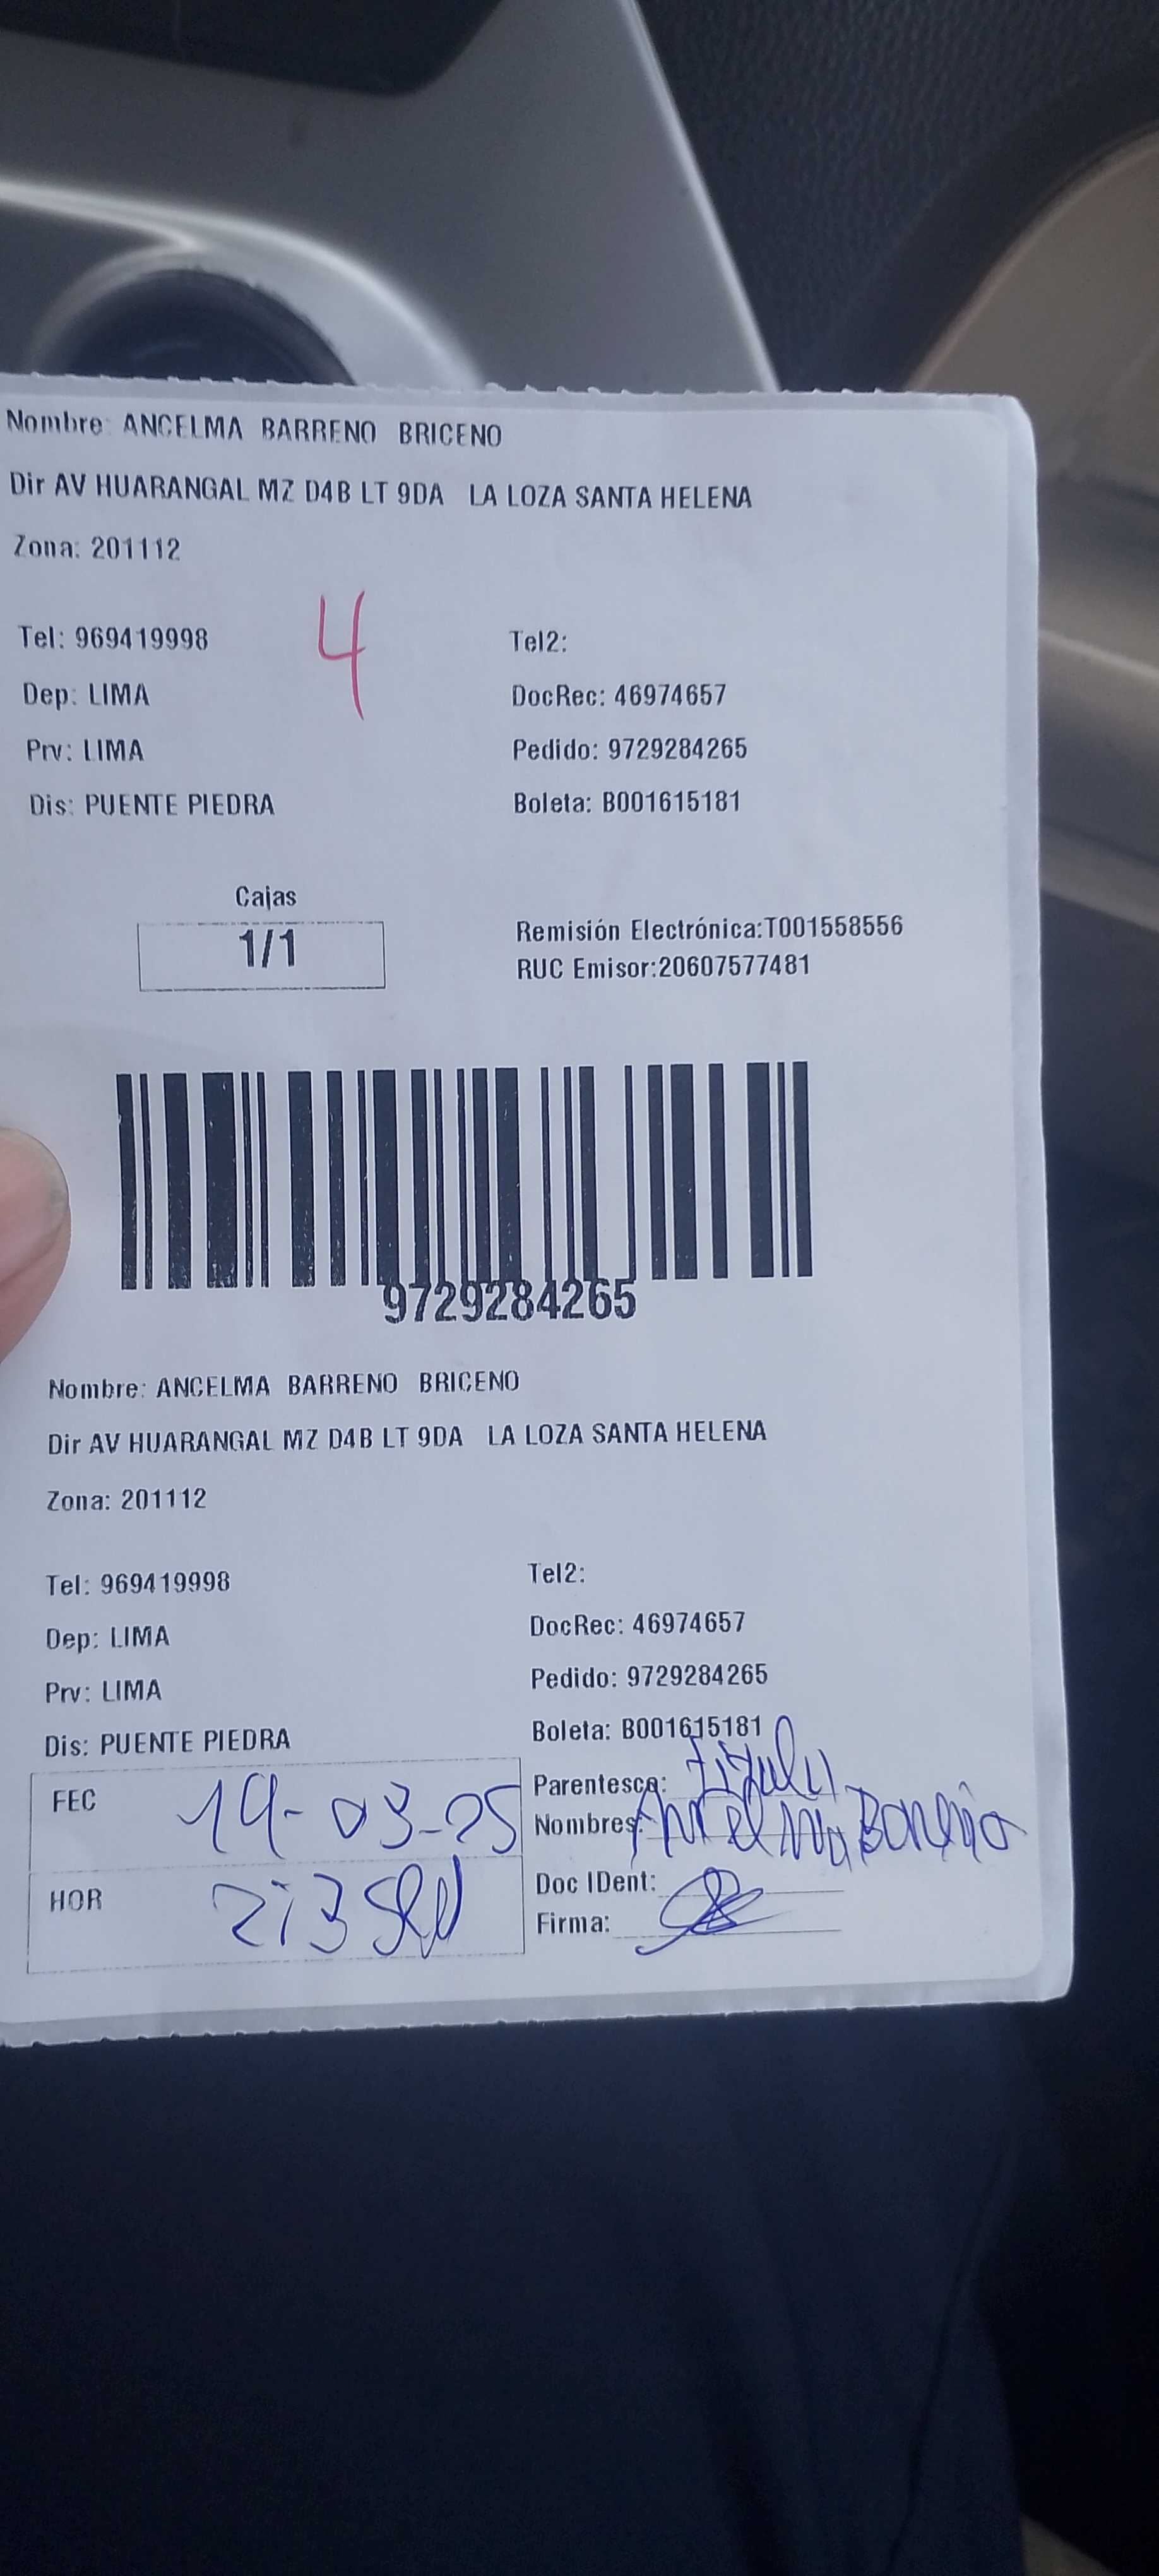 Nombre: ANCELMA BARRENO BRICENO
Dir AV HUARANGAL MZ D4B LT 9DA LA LOZA SANTA HELENA
Zona: 201112
4
Tel: 969419998 Tel2:
Dep: LIMA DocRec: 46974657
Prv: LIMA Pedido: 9729284265
Dis: PUENTE PIEDRA Boleta: B001615181
Cajas
1/1
Remisión Electrónica:T001558556
RUC Emisor:20607577481
9729284265
Nombre: ANCELMA BARRENO BRICENO
Dir AV HUARANGAL MZ D4B LT 9DA LA LOZA SANTA HELENA
Zona: 201112
Tel: 969419998 Tel2:
Dep: LIMA DocRec: 46974657
Prv: LIMA Pedido: 9729284265
Dis: PUENTE PIEDRA Boleta: B001615181
FEC 19-03-25 Parentesco:
Nombres:
HOR Doc IDent:
Firma: